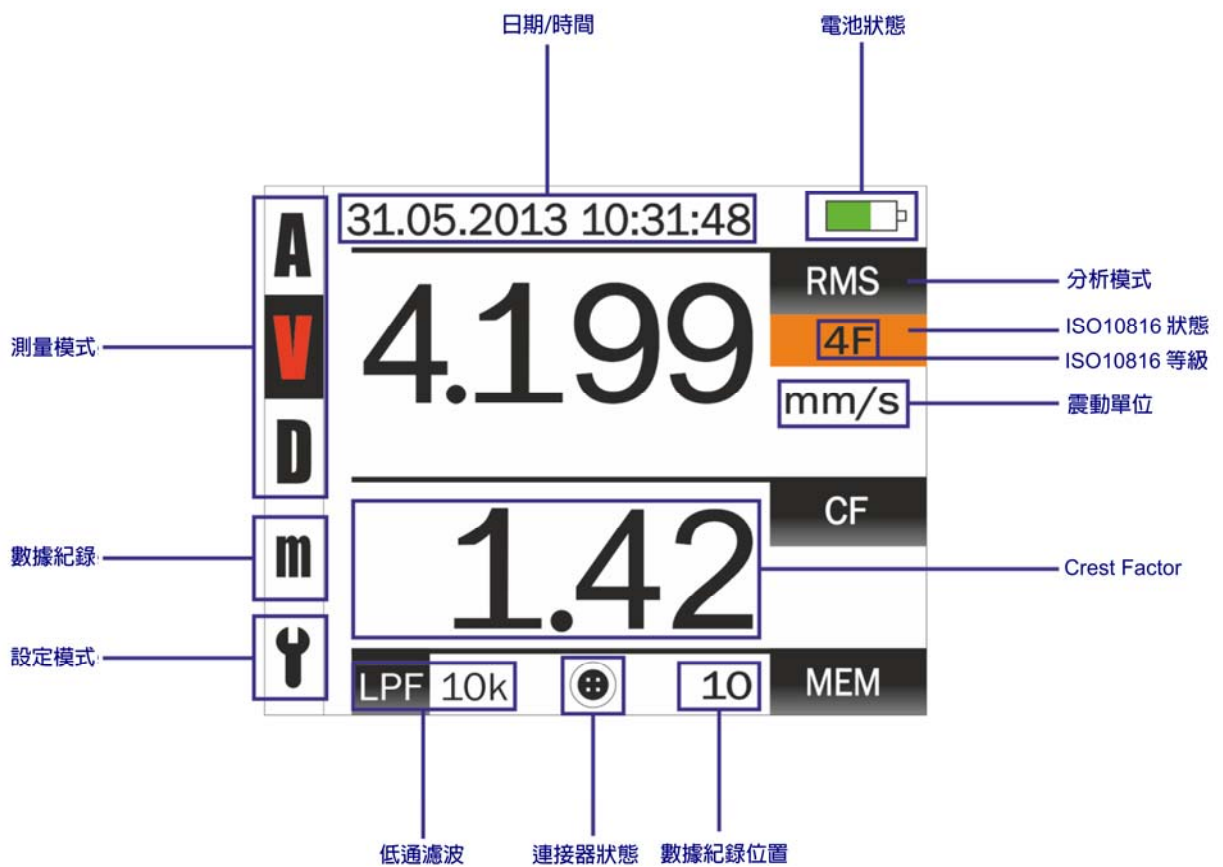 日期/時間
電池狀態
31.05.2013 10:31:48
A
V
D
4.199
RMS
4F
mm/s
分析模式
ISO10816 狀態
ISO10816 等級
震動單位
測量模式
CF
1.42
Crest Factor
m
數據紀錄
設定模式
LPF 10k
10
MEM
低通濾波
連接器狀態
數據紀錄位置